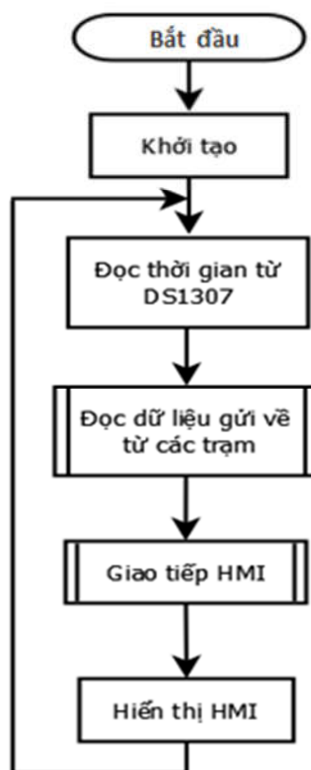 Bắt đầu
Khởi tạo
Đọc thời gian từ
DS1307
Đọc dữ liệu gửi về
từ các trạm
Giao tiếp HMI
Hiển thị HMI